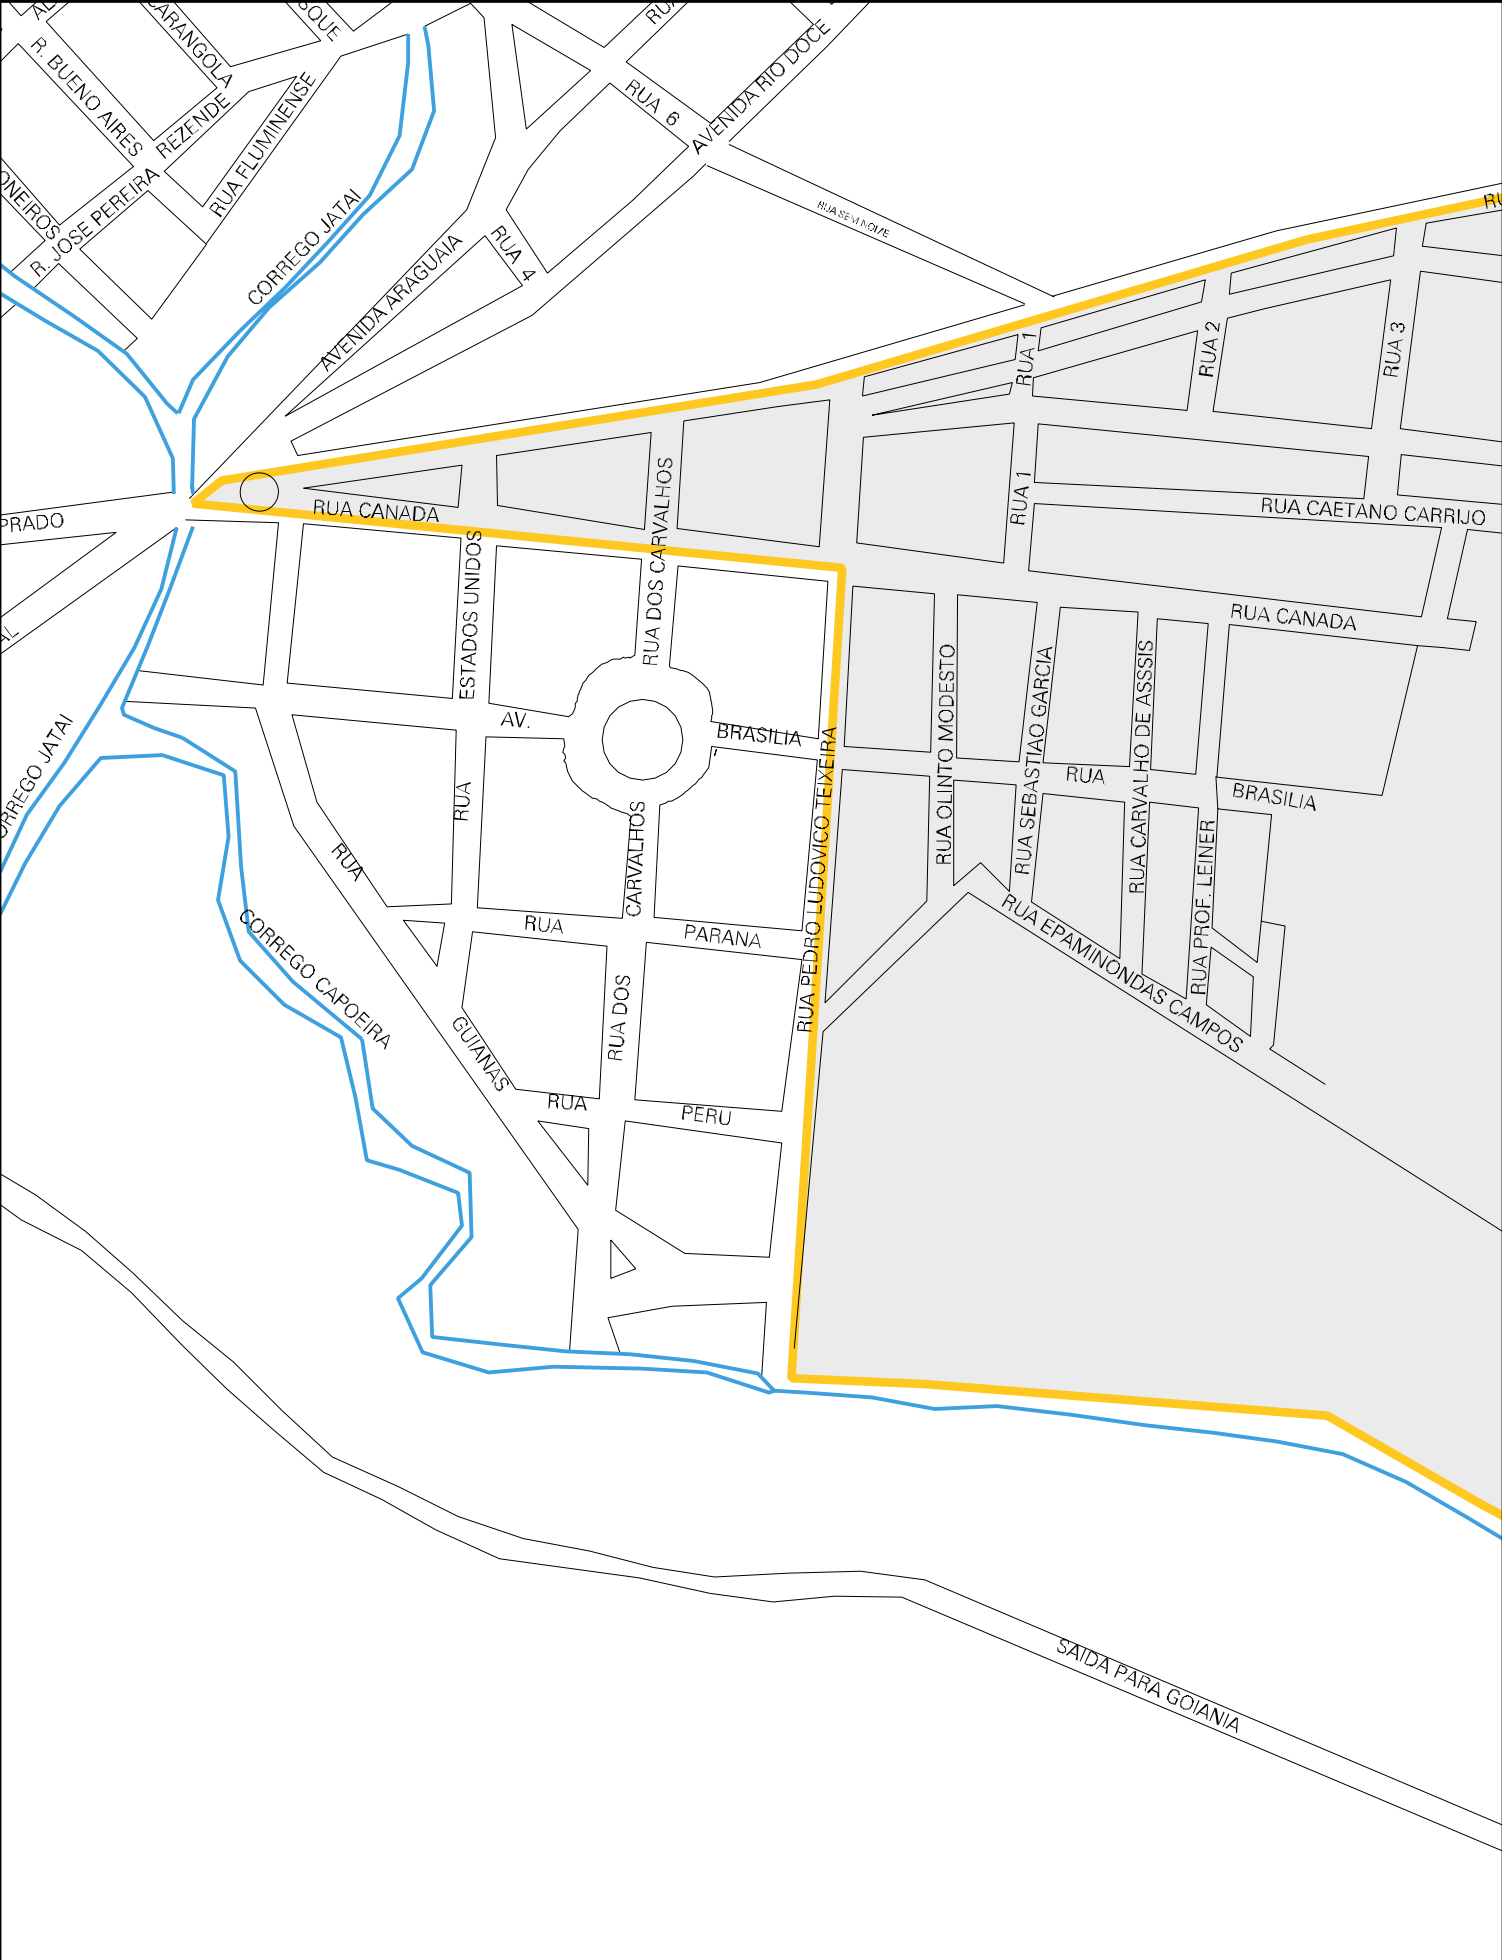 CARANGOLA
R. BUENO AIRES
REZENDE
RUA FLUMINENSE
R. JOSE PEREIRA
CORREGO JATAI
AVENIDA ARAGUAIA
RUA 4
RUA 6
AVENIDA RIO DOCE
RUA SEM NOME
RUA 1
RUA 2
RUA 3
PRADO
RUA CANADA
ESTADOS UNIDOS
RUA DOS CARVALHOS
RUA 1
RUA CAETANO CARRIJO
RUA CANADA
AV.
BRASILIA
RUA PEDRO LUDOVICO TEIXEIRA
RUA OLINTO MODESTO
RUA SEBASTIAO GARCIA
RUA CARVALHO DE ASSSIS
RUA
BRASILIA
RUA PROF. LEINER
RUA EPAMINONDAS CAMPOS
RUA
RUA
CARVALHOS
RUA
PARANA
CORREGO CAPOEIRA
GUIANAS
RUA DOS
RUA
PERU
SAIDA PARA GOIANIA